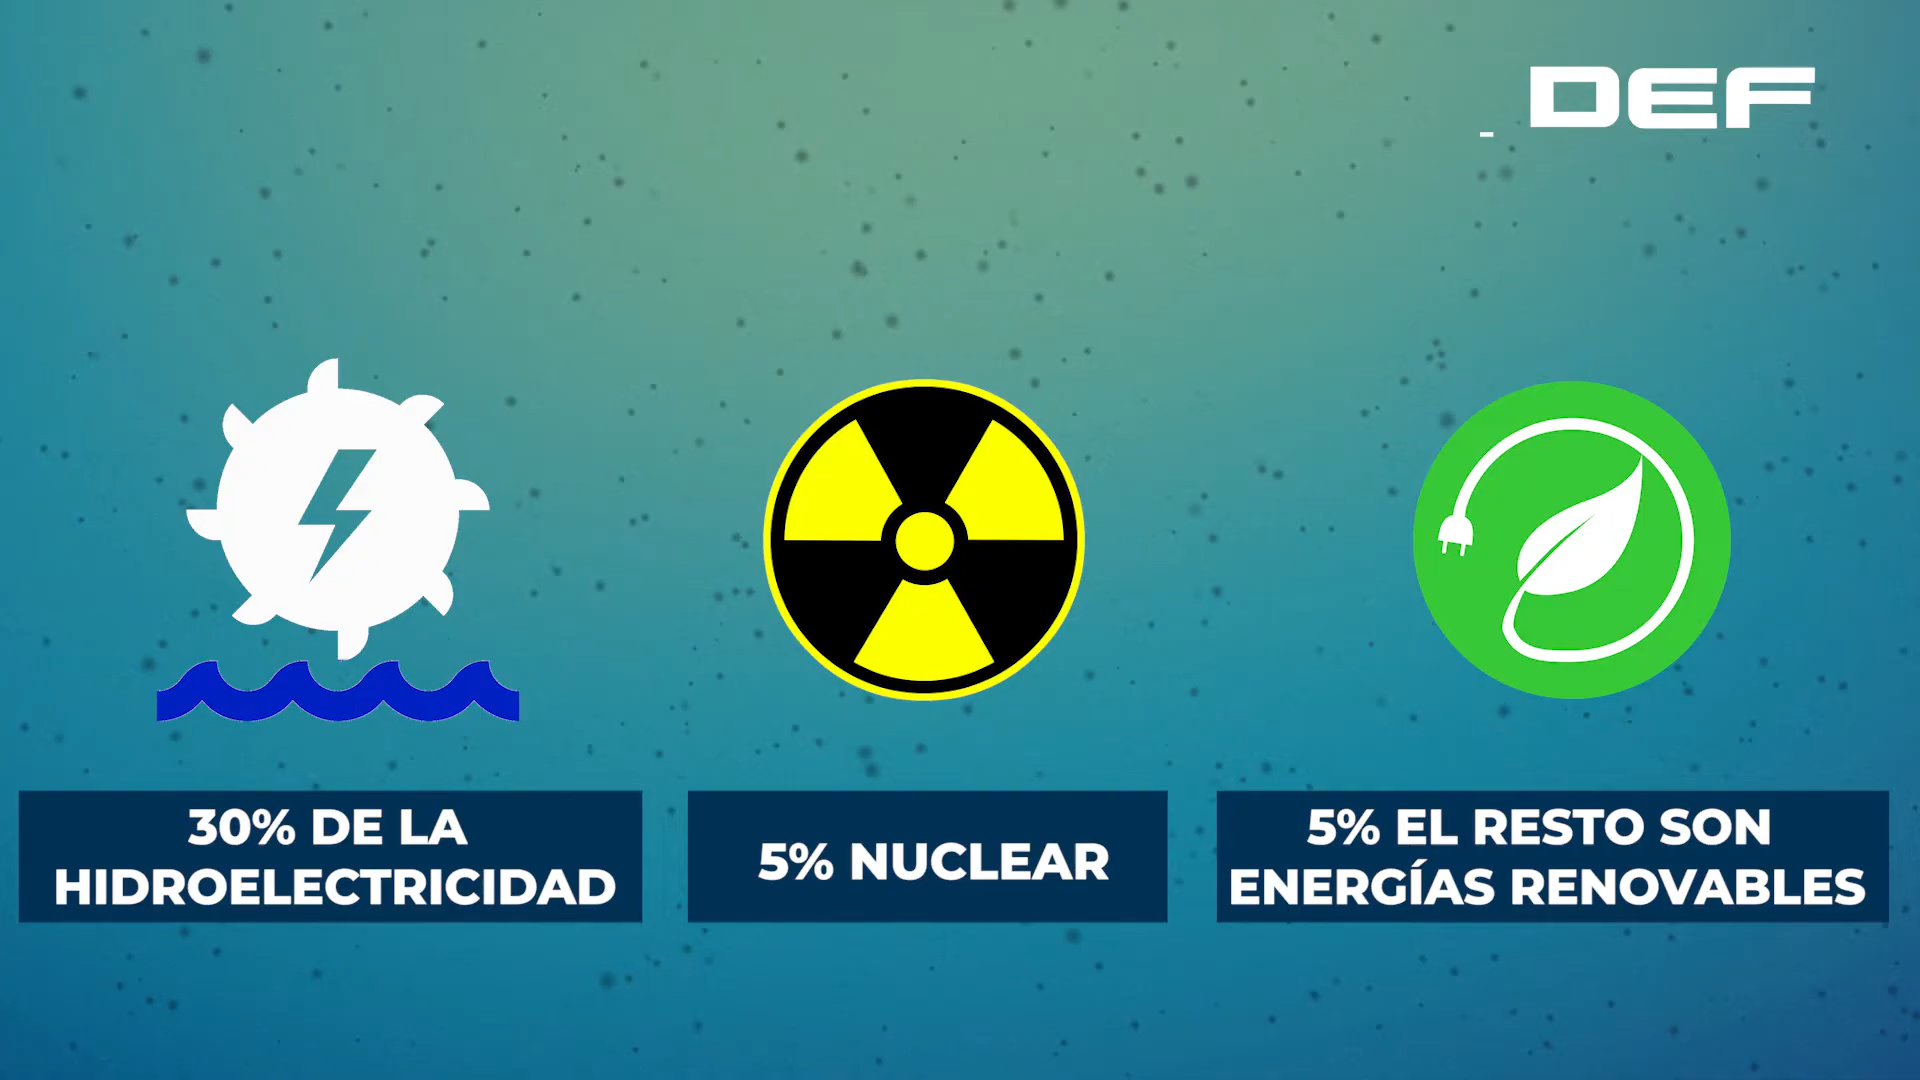 DEF
30% DE LA
HIDROELECTRICIDAD
5% NUCLEAR
5% EL RESTO SON
ENERGÍAS RENOVABLES